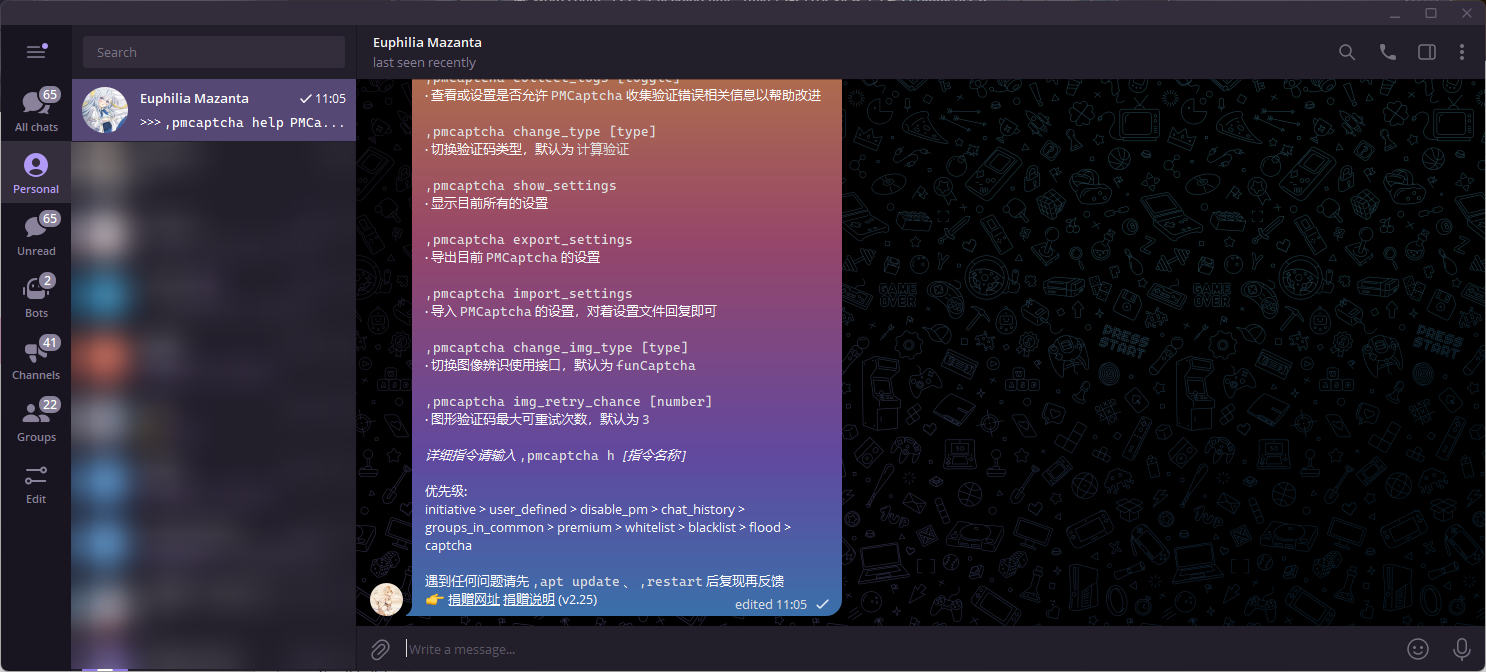 Search
Euphilia Mazanta
last seen recently
65
All chats
Personal
65
Unread
2
Bots
41
Channels
22
Groups
Edit
Euphilia Mazanta
11:05
>>> ,pmcaptcha help PMCa...
,pmcaptcha collect_logs [toggle]
· 查看或设置是否允许 PMCaptcha 收集验证错误相关信息以帮助改进
,pmcaptcha change_type [type]
· 切换验证码类型，默认为 计算验证
,pmcaptcha show_settings
· 显示目前所有的设置
,pmcaptcha export_settings
· 导出目前 PMCaptcha 的设置
,pmcaptcha import_settings
· 导入 PMCaptcha 的设置，对着设置文件回复即可
,pmcaptcha change_img_type [type]
· 切换图像辨识使用接口，默认为 funCaptcha
,pmcaptcha img_retry_chance [number]
· 图形验证码最大可重试次数，默认为 3
详细指令请输入 ,pmcaptcha h [指令名称]
优先级:
initiative > user_defined > disable_pm > chat_history >
groups_in_common > premium > whitelist > blacklist > flood >
captcha
遇到任何问题请先 ,apt update 、 ,restart 后复现再反馈
👉 捐赠网址 捐赠说明 (v2.25)
edited 11:05
Write a message...
GAME OVER
GAME OVER
PRESS START
PRESS START
1up
1up